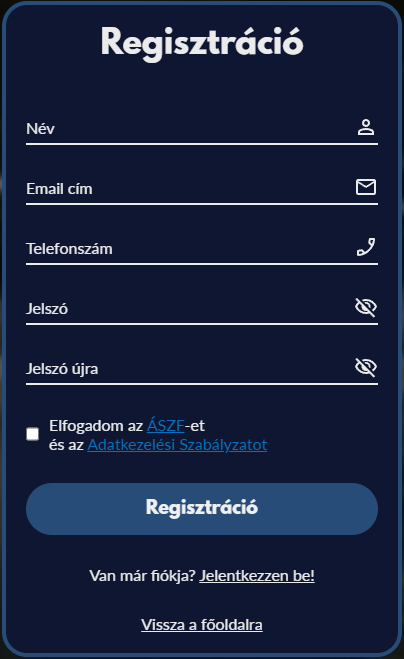 Regisztráció
Név
Email cím
Telefonszám
Jelszó
Jelszó újra
Elfogadom az ÁSZF-et
és az Adatkezelési Szabályzatot
Regisztráció
Van már fiókja? Jelentkezzen be!
Vissza a főoldalra